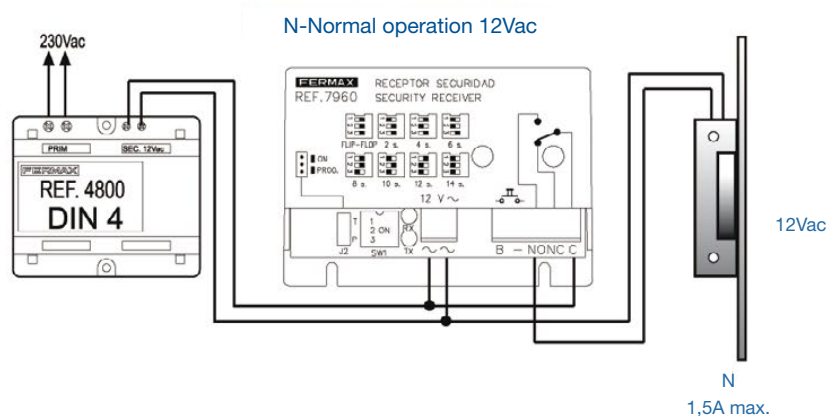 N-Normal operation 12Vac
230Vac
PRIM
SEC. 12Vac
FERMAX
REF. 4800
DIN 4
FERMAX RECEPTOR SEGURIDAD
REF.7960 SECURITY RECEIVER
FLIP-FLOP 2 s. 4 s. 6 s.
ON
PROG.
8 s. 10 s. 12 s. 14 s.
12 V ~
T
P
J2
1
2 ON
3
SW1
RX
TX
~ ~
B - NO NC C
12Vac
N
1,5A max.